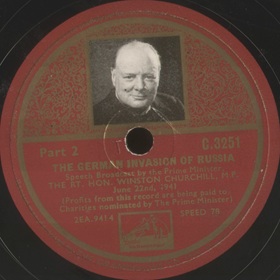 Part 2
C.3251
THE GERMAN INVASION OF RUSSIA
Speech Broadcast by the Prime Minister,
THE RT. HON. WINSTON CHURCHILL, M.P.
June 22nd, 1941
(Profits from this record are being paid to
Charities nominated by The Prime Minister)
2EA.9414
SPEED 78